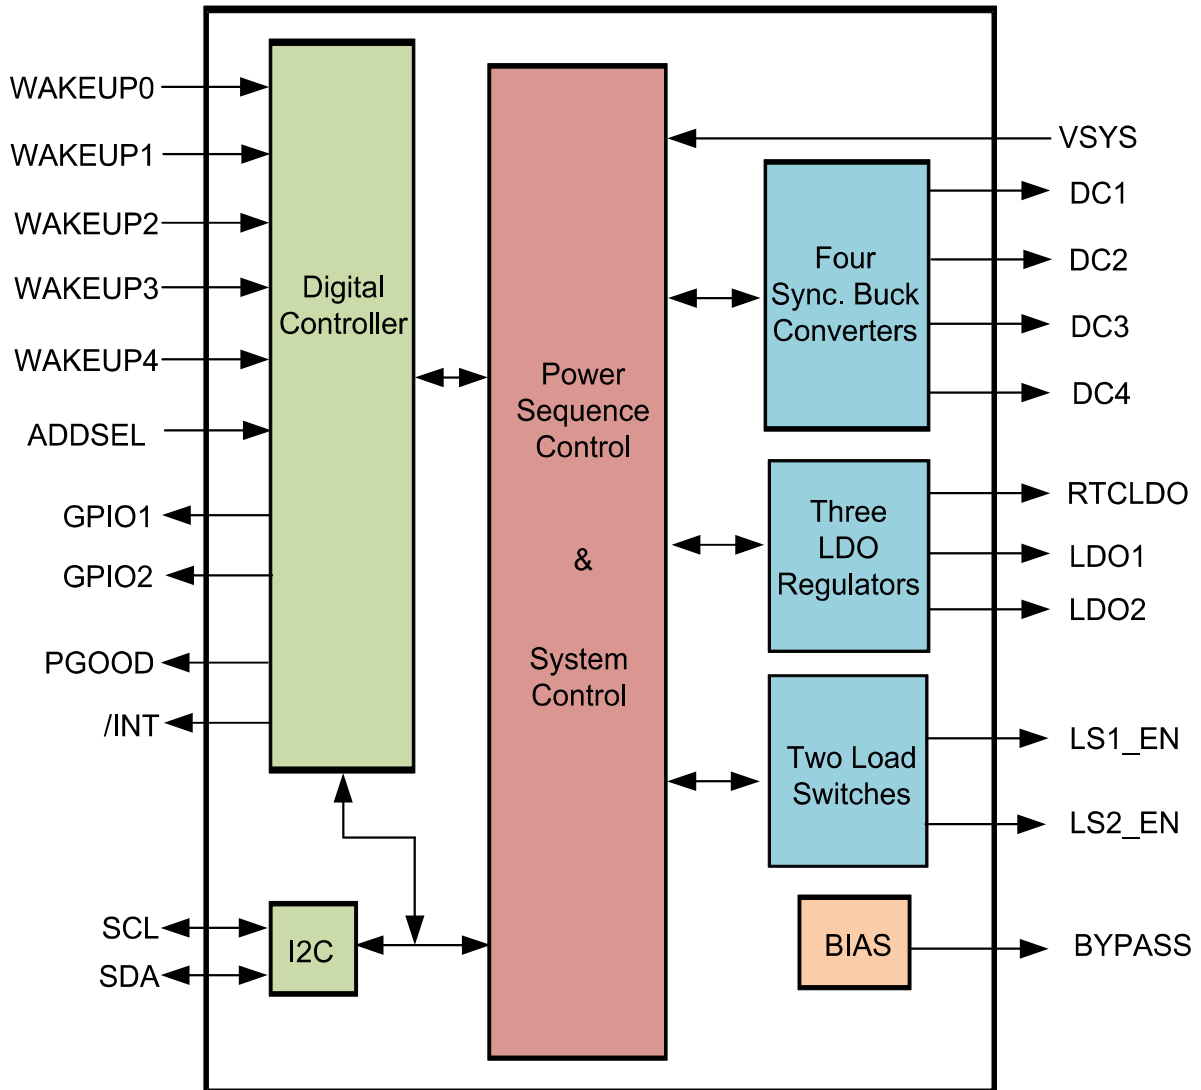 WAKEUP0
WAKEUP1
WAKEUP2
WAKEUP3
WAKEUP4
ADDSEL
GPIO1
GPIO2
PGOOD
/INT
SCL
SDA
Digital
Controller
I2C
Power
Sequence
Control
&
System
Control
Four
Sync. Buck
Converters
Three
LDO
Regulators
Two Load
Switches
BIAS
VSYS
DC1
DC2
DC3
DC4
RTCLDO
LDO1
LDO2
LS1_EN
LS2_EN
BYPASS